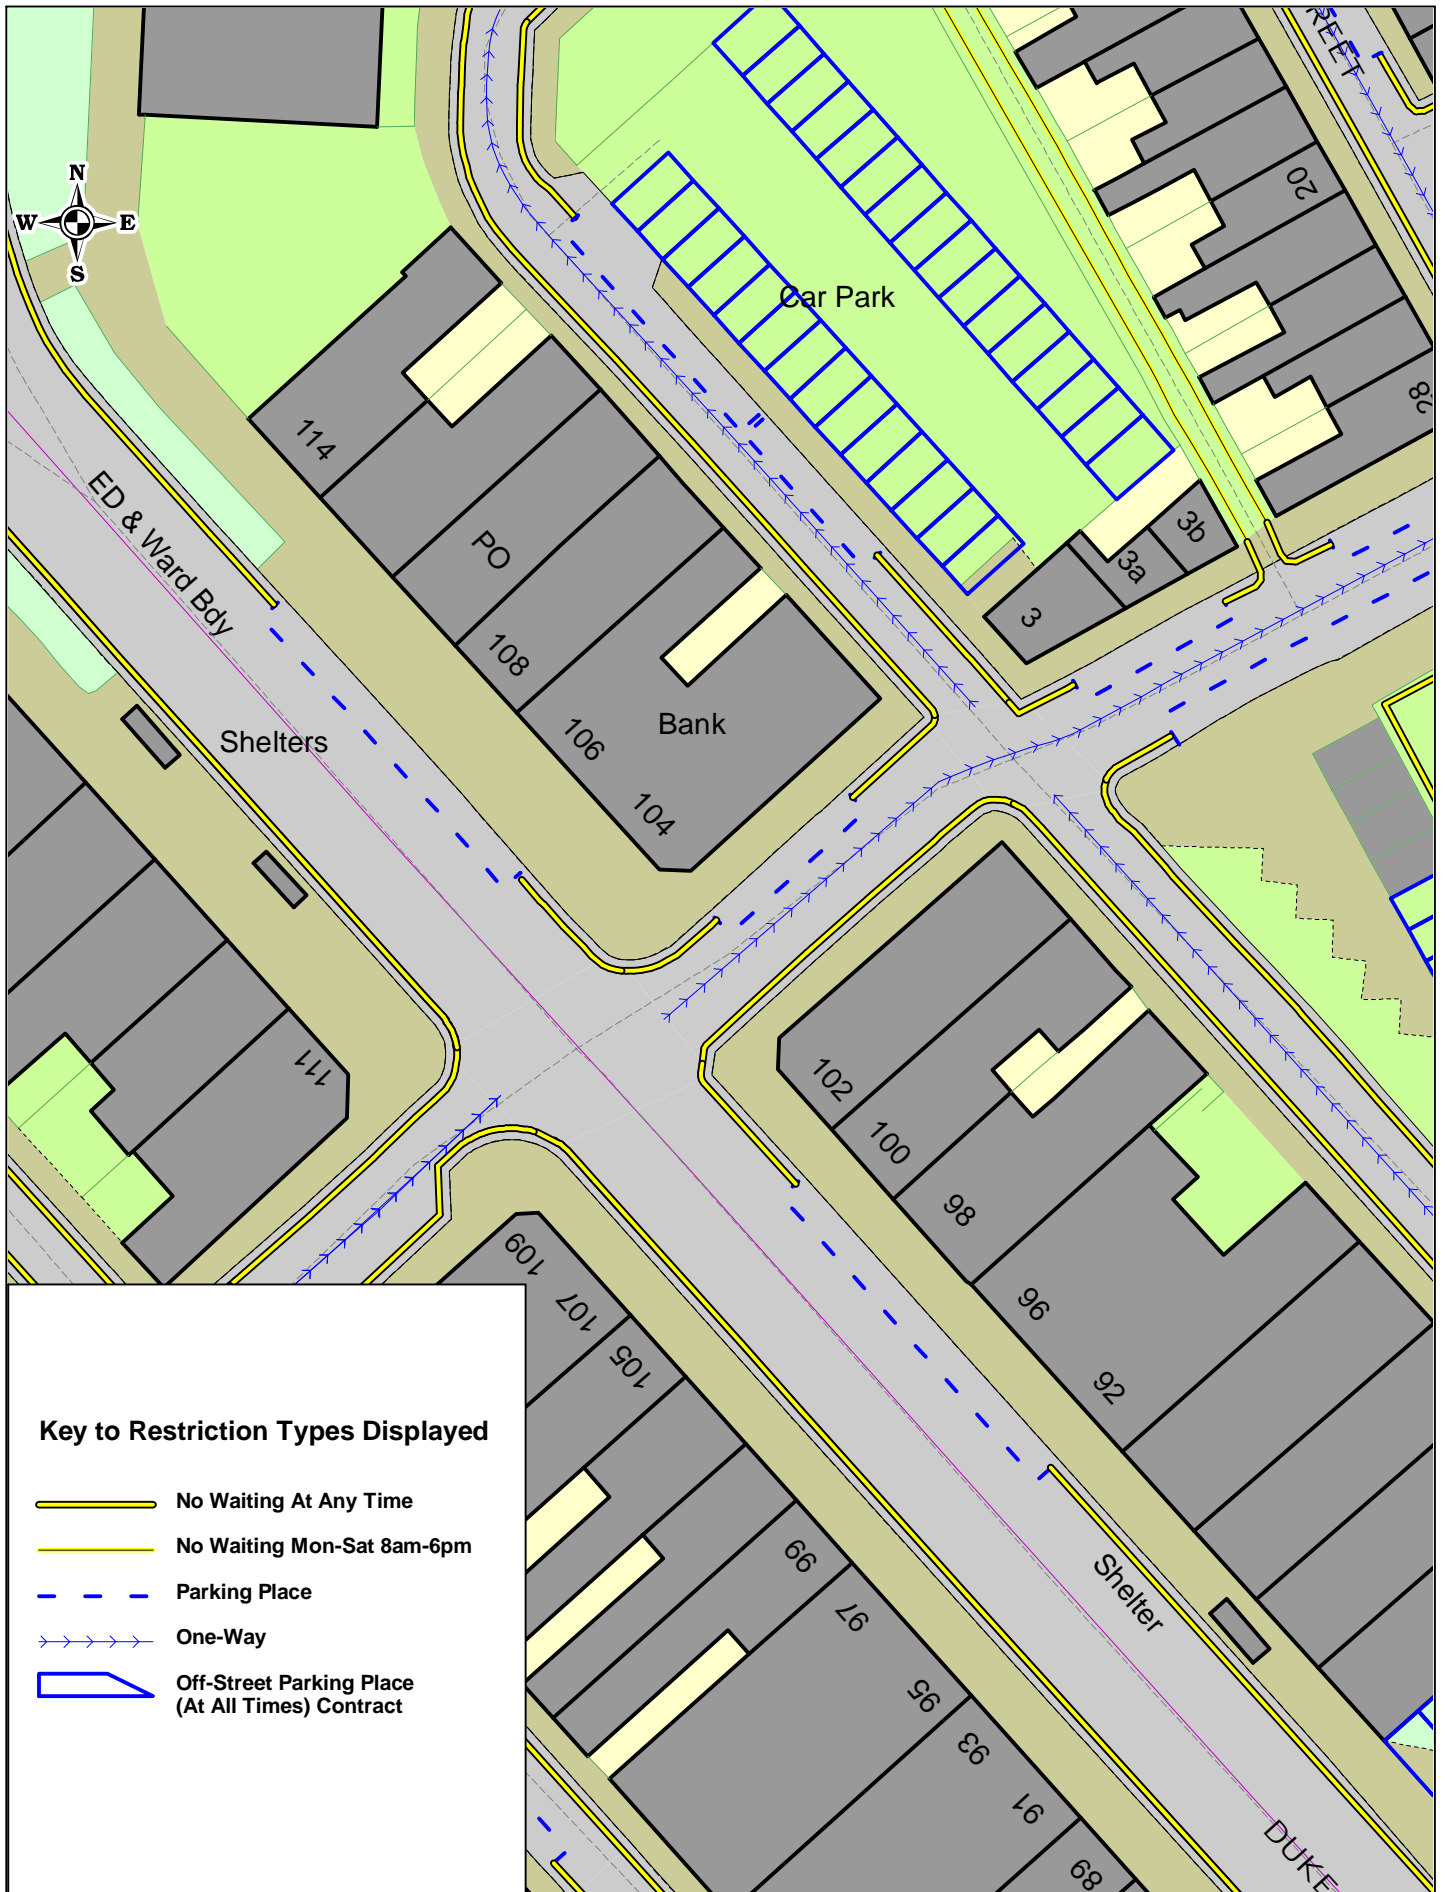 REET
N
W E
S
20
Car Park
28
114
ED & Ward Bdy
PO
3b
3a
3
108
Shelters
106
Bank
104
111
102
100
98
109
107
96
105
92
Key to Restriction Types Displayed
No Waiting At Any Time
No Waiting Mon-Sat 8am-6pm
Parking Place
One-Way
Off-Street Parking Place
(At All Times) Contract
99
Shelter
97
95
93
91
DUKE
89